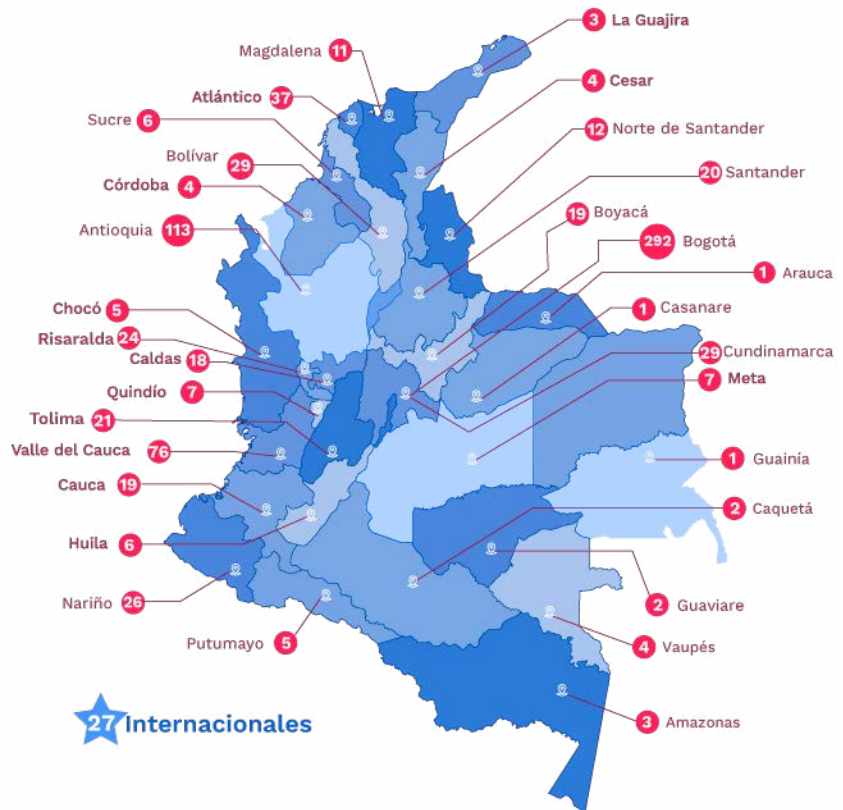 3 La Guajira
Magdalena 11
4 Cesar
Atlántico 37
Sucre 6
12 Norte de Santander
Bolívar
29
20 Santander
Córdoba 4
19 Boyacá
Antioquia 113
292 Bogotá
1 Arauca
Chocó 5
1 Casanare
Risaralda 24
29 Cundinamarca
Caldas 18
7 Meta
Quindío 7
Tolima 21
Valle del Cauca 76
1 Guainía
Cauca 19
2 Caquetá
Huila 6
Nariño 26
2 Guaviare
Putumayo 5
4 Vaupés
27 Internacionales
3 Amazonas